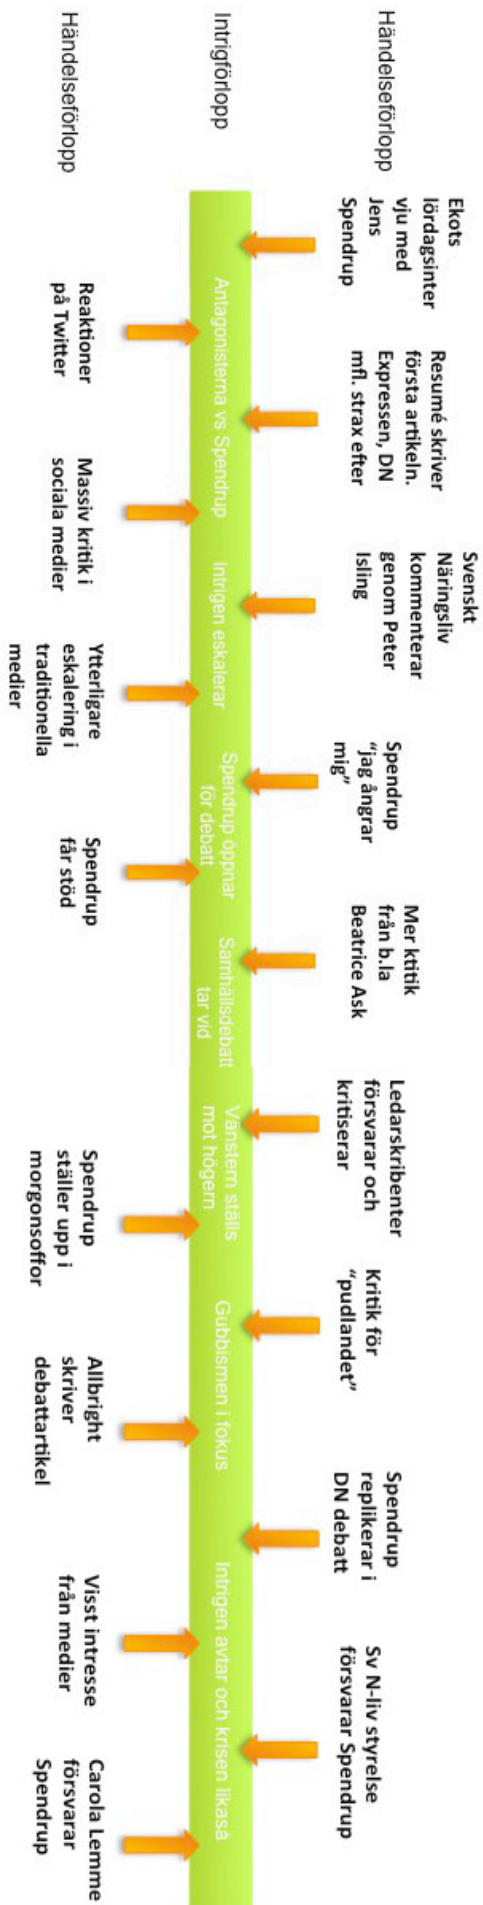 Händelseförlopp
Ekots
lördagsinter
vju med
Jens
Spendrup
Resumé skriver
första artikeln.
Expressen, DN
mfl. strax efter
Svenskt
Näringsliv
kommenterar
genom Peter
Isling
Spendrup
”jag ångrar
mig”
Mer ktitik
från b.la
Beatrice Ask
Ledarskribenter
försvarar och
kritiserar
Kritik för
”pudlandet”
Spendrup
replikerar i
DN debatt
Sv N-liv styrelse
försvarar Spendrup
Intrigförlopp
Antagonisterna vs Spendrup
Intrigen eskalerar
Spendrup öppnar
för debatt
Samhällsdebatt
tar vid
Vänstern ställs
mot högern
Gubbismen i fokus
Intrigen avtar och krisen likaså
Händelseförlopp
Reaktioner
på Twitter
Massiv kritik i
sociala medier
Ytterligare
eskalering i
traditionella
medier
Spendrup
får stöd
Spendrup
ställer upp i
morgonsoffor
Allbright
skriver
debattartikel
Visst intresse
från medier
Carola Lemme
försvarar
Spendrup